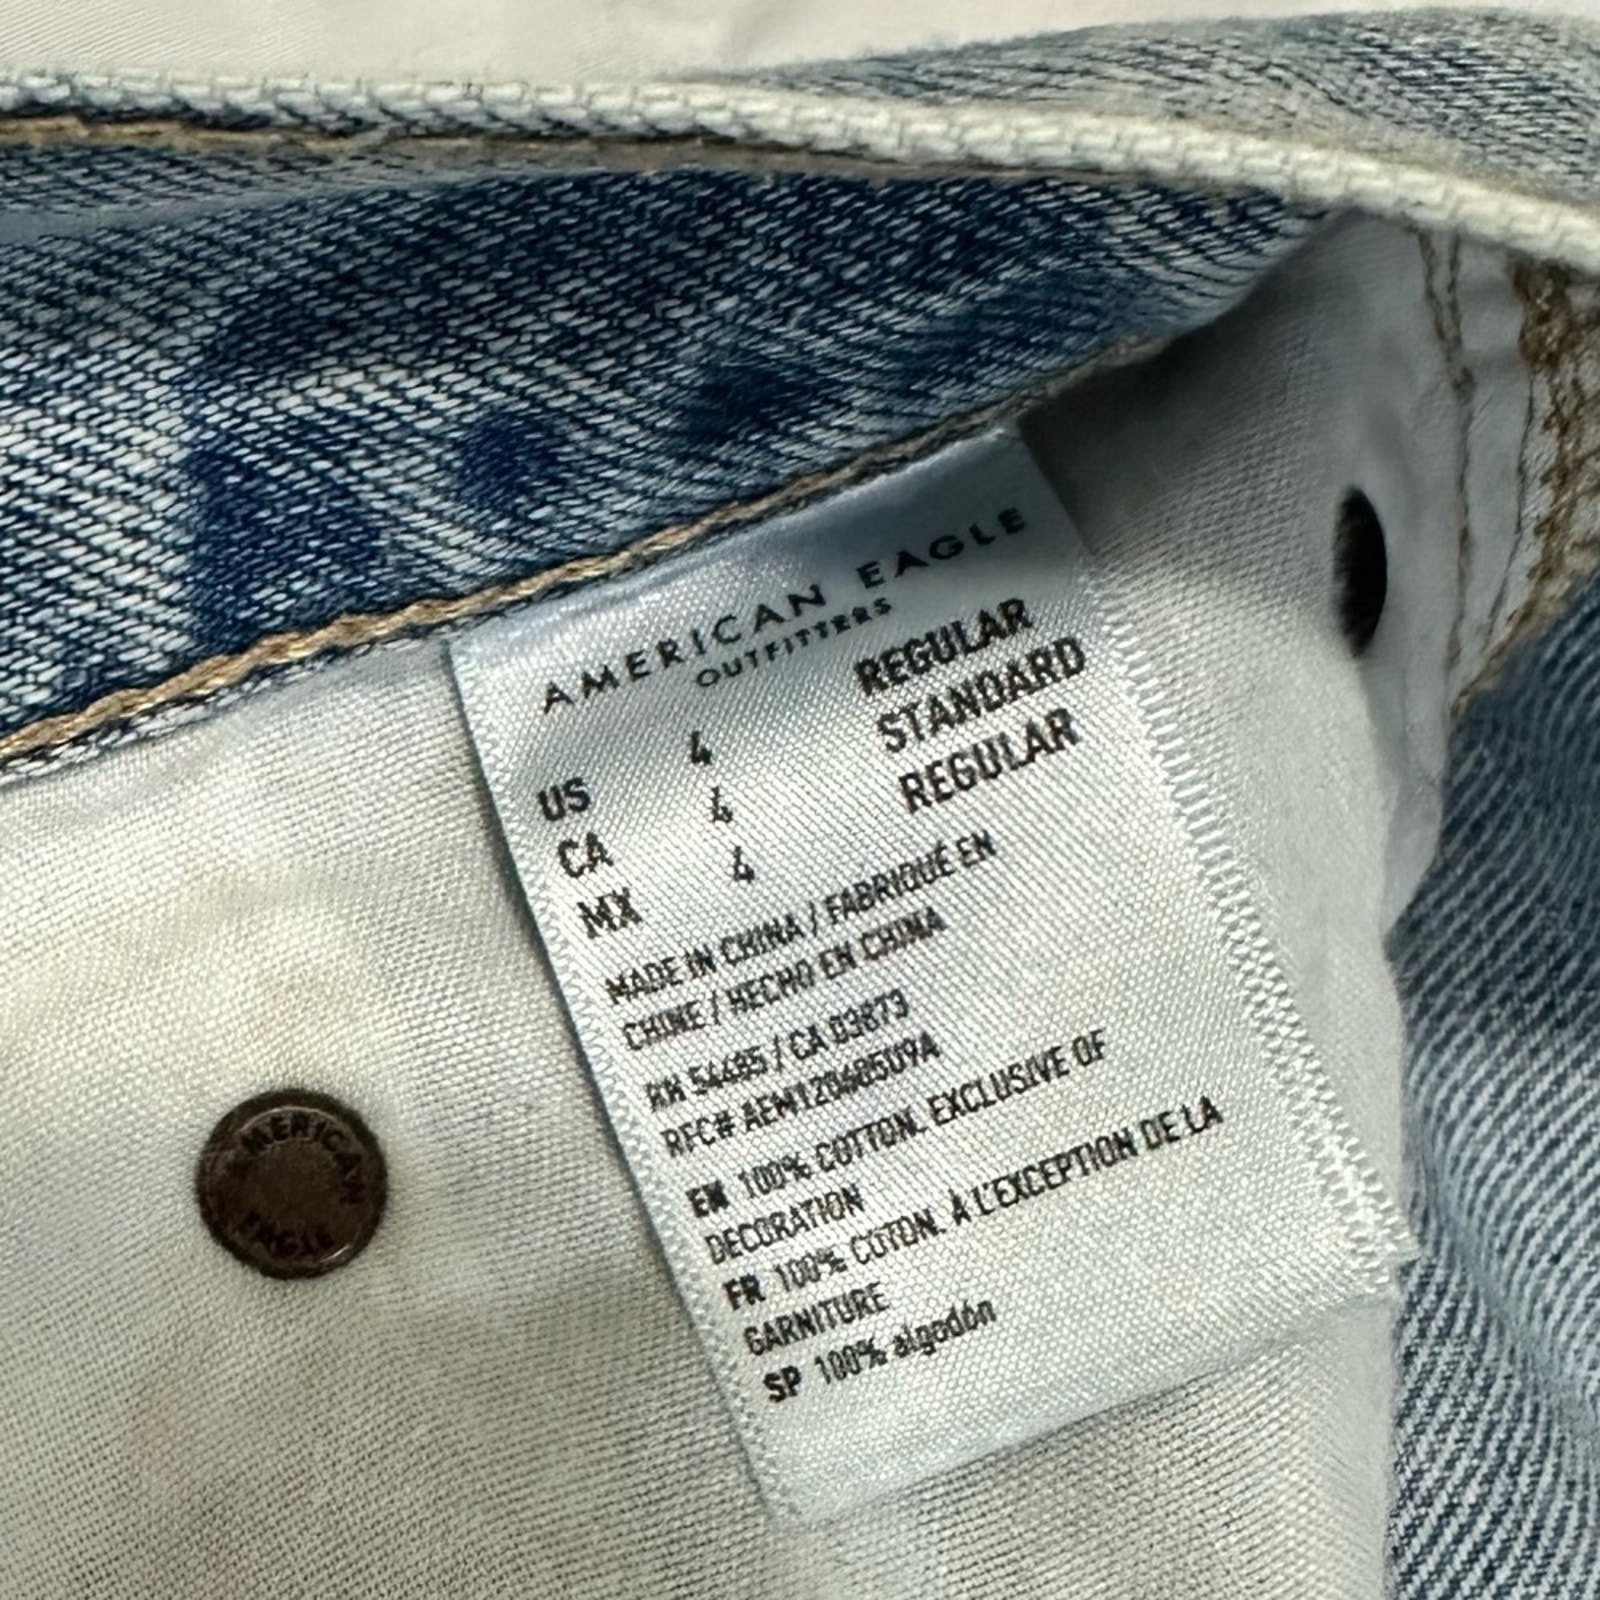 AMERICAN EAGLE
OUTFITTERS
US 4 REGULAR
CA 4 STANDARD
MX 4 REGULAR
MADE IN CHINA / FABRIQUÉ EN
CHINE / HECHO EN CHINA
RN 54485 / CA 03873
RFC# AEM1206850
EN 100% COTTON. EXCLUSIVE OF
DECORATION
FR 100% COTON. À L'EXCEPTION DE LA
GARNITURE
SP 100% algodón
AMERICAN
EAGLE